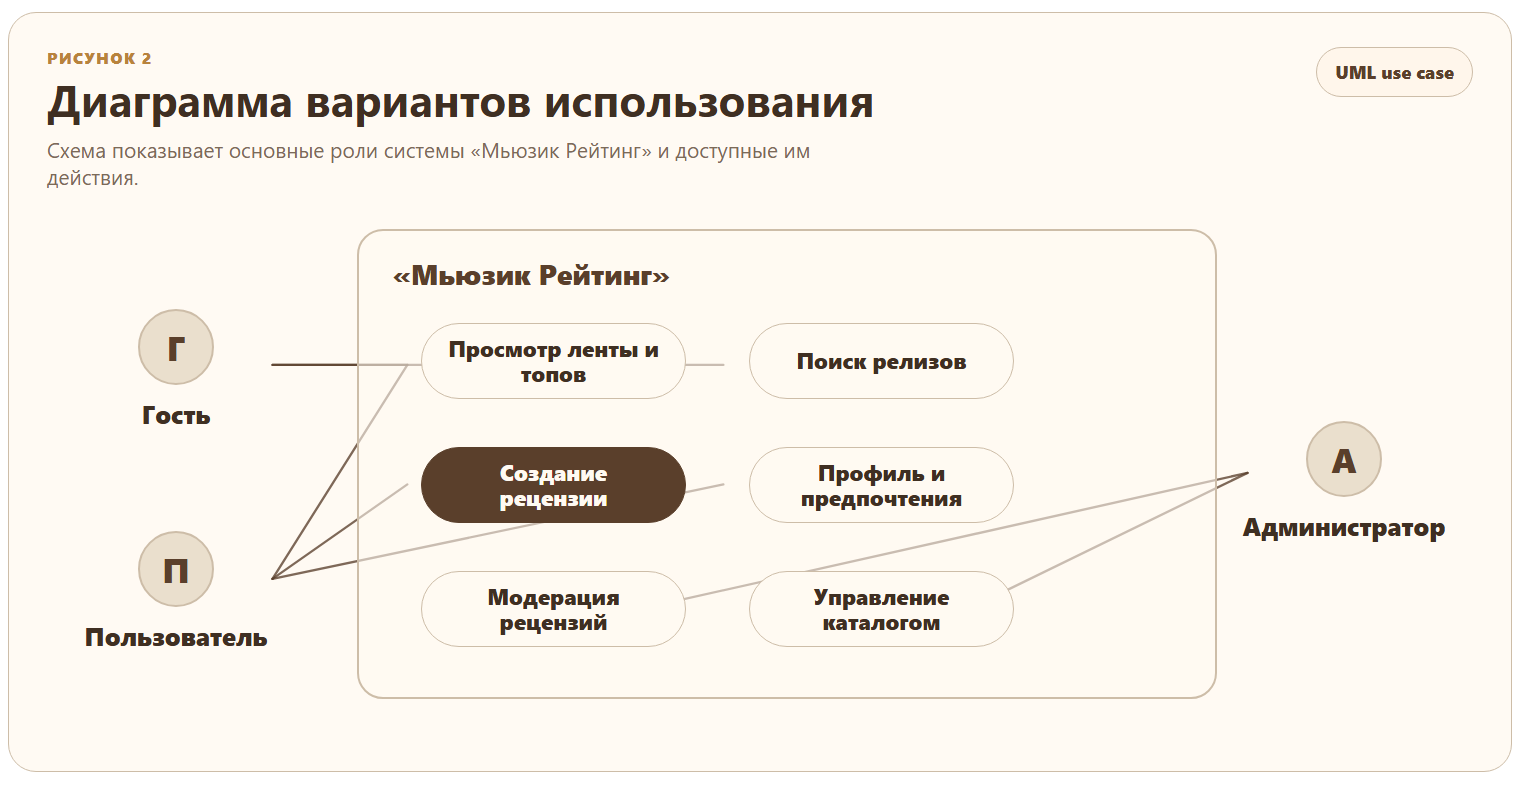 РИСУНОК 2
UML use case
Диаграмма вариантов использования
Схема показывает основные роли системы «Мьюзик Рейтинг» и доступные им
действия.
«Мьюзик Рейтинг»
Г
Гость
Просмотр ленты и
топов
Поиск релизов
Создание
рецензии
Профиль и
предпочтения
А
Администратор
П
Пользователь
Модерация
рецензий
Управление
каталогом